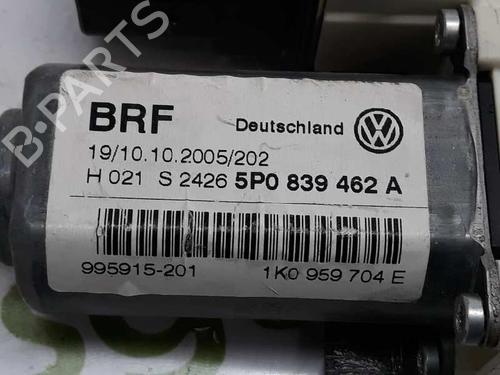 BRF Deutschland
19/10.10.2005/202
H 021 S 2426 5P0 839 462 A
995915-201 1K0 959 704 E
B-PARTS